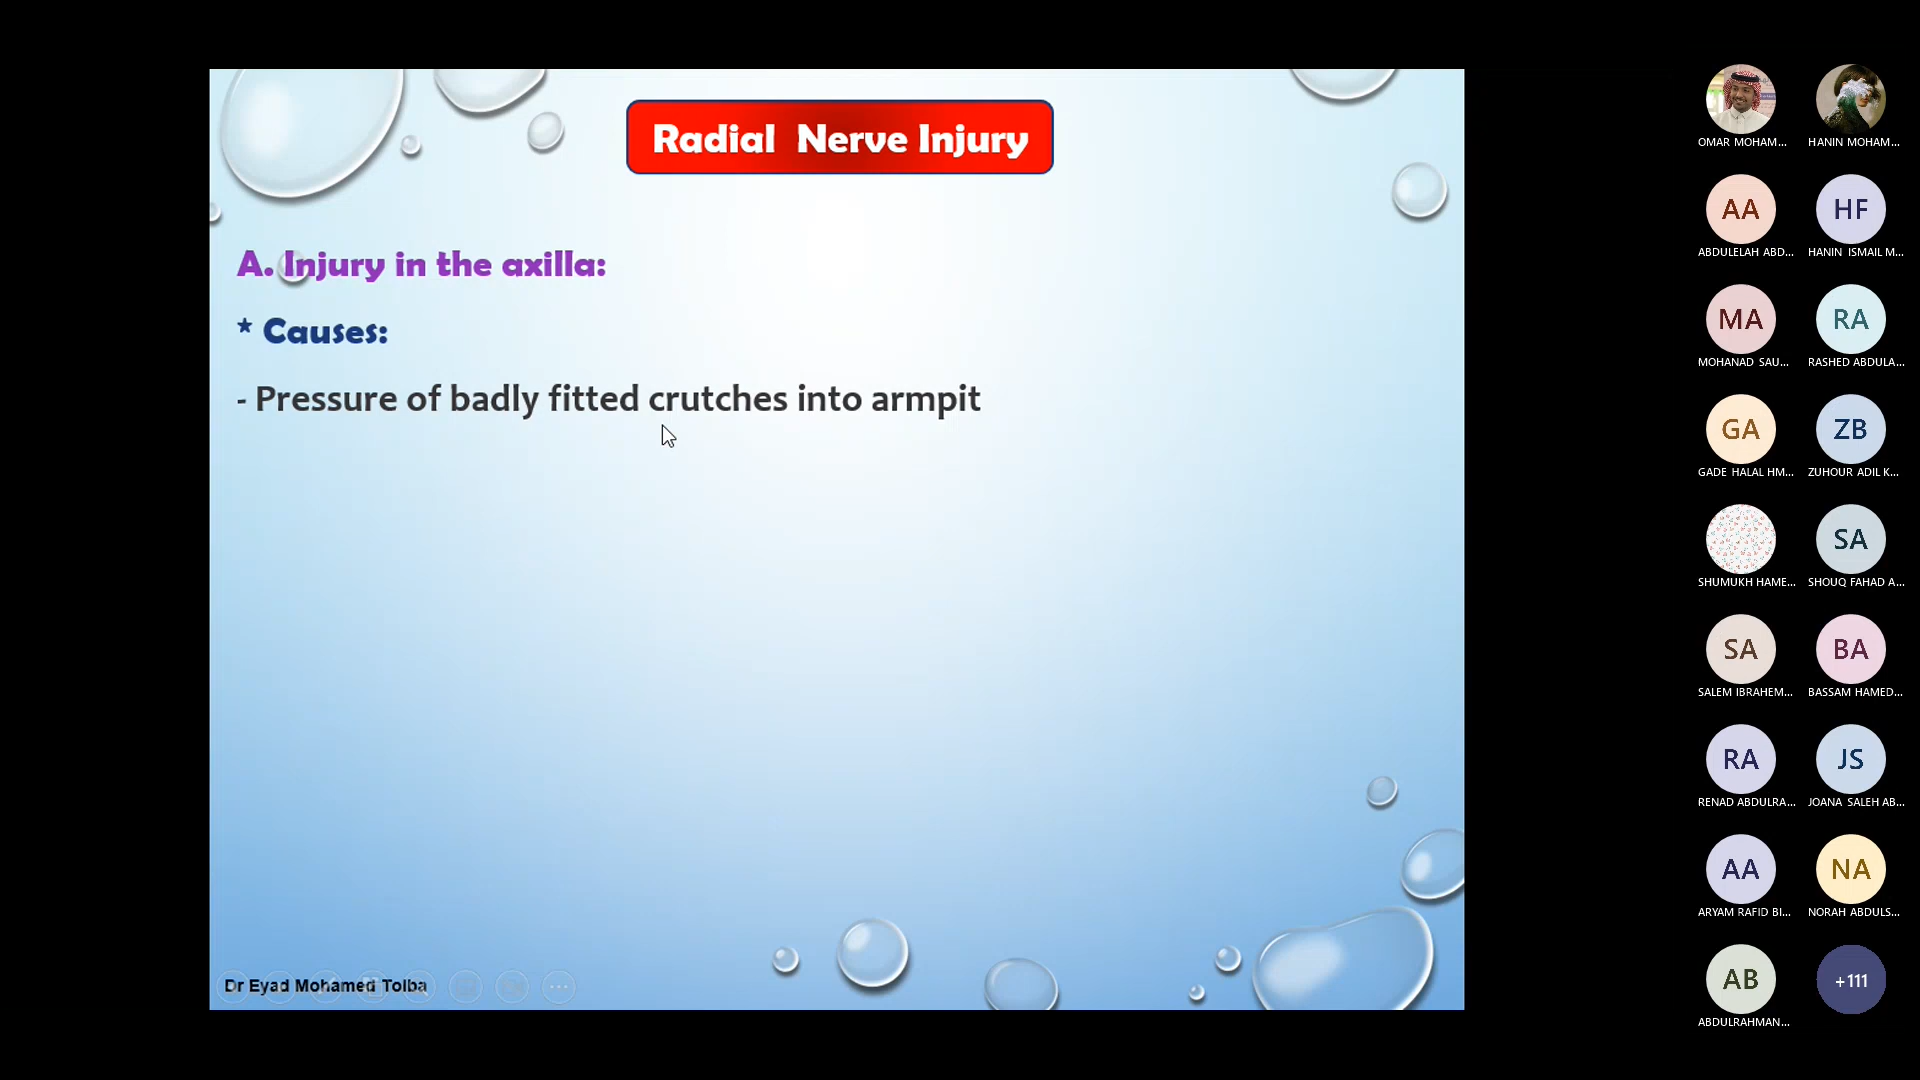 Radial Nerve Injury
A. Injury in the axilla:
* Causes:
- Pressure of badly fitted crutches into armpit
Dr Eyad Mohamed Tolba
OMAR MOHAM...
HANIN MOHAM...
AA
HF
ABDULELAH ABD...
HANIN ISMAIL M...
MA
RA
MOHANAD SAU...
RASHED ABDULA...
GA
ZB
GADE HALAL HM...
ZUHOUR ADIL K...
SA
SHUMUKH HAME...
SHOUQ FAHAD A...
SA
BA
SALEM IBRAHEM...
BASSAM HAMED...
RA
JS
RENAD ABDULRA...
JOANA SALEH AB...
AA
NA
ARYAM RAFID BI...
NORAH ABDULS...
AB
+111
ABDULRAHMAN...